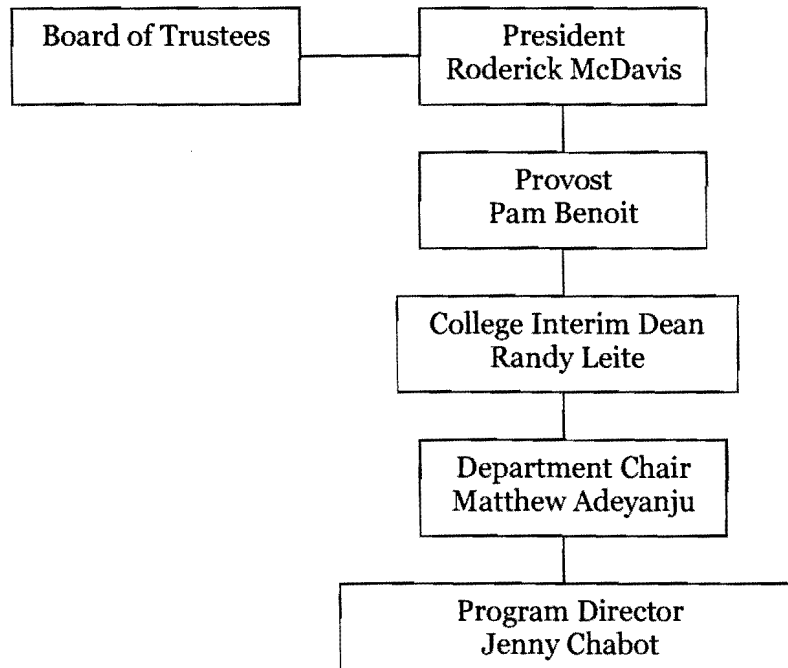 Board of Trustees
President
Roderick McDavis
Provost
Pam Benoit
College Interim Dean
Randy Leite
Department Chair
Matthew Adeyanju
Program Director
Jenny Chabot